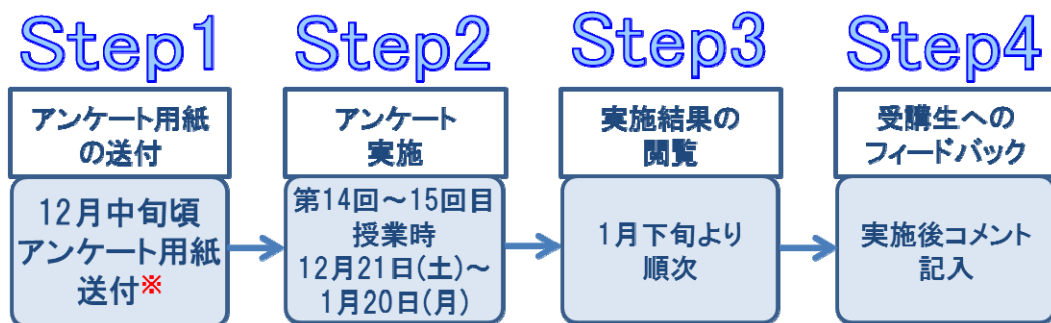 Step1
アンケート用紙
の送付
12月中旬頃
アンケート用紙
送付※
Step2
アンケート
実施
第14回～15回目
授業時
12月21日(土)～
1月20日(月)
Step3
実施結果の
閲覧
1月下旬より
順次
Step4
受講生への
フィードバック
実施後コメント
記入